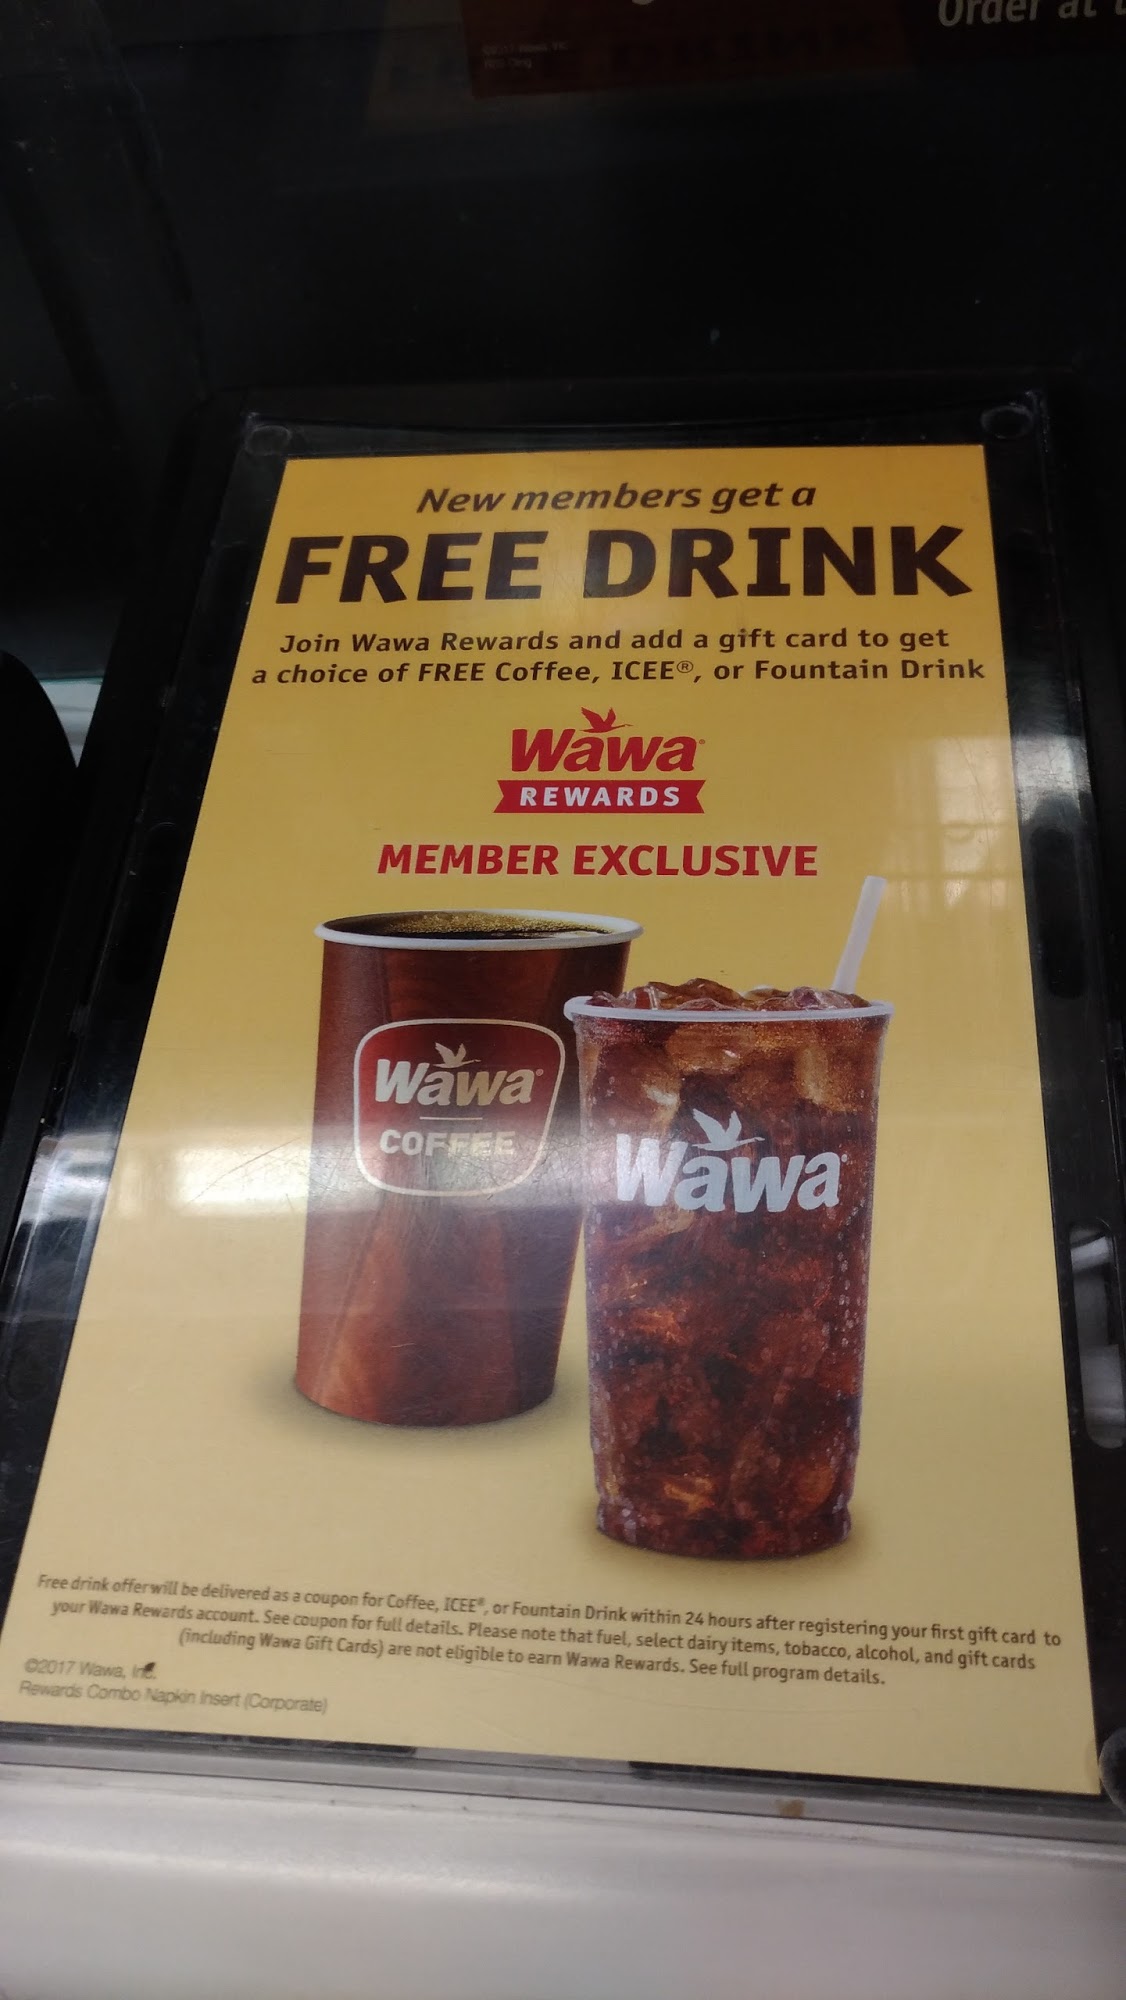 Order at
©2017 Wawa, Inc.
New members get a
FREE DRINK
Join Wawa Rewards and add a gift card to get
a choice of FREE Coffee, ICEE®, or Fountain Drink
Wawa®
REWARDS
MEMBER EXCLUSIVE
Wawa®
COFFEE
Wawa®
Free drink offer will be delivered as a coupon for Coffee, ICEE®, or Fountain Drink within 24 hours after registering your first gift card to
your Wawa Rewards account. See coupon for full details. Please note that fuel, select dairy items, tobacco, alcohol, and gift cards
(including Wawa Gift Cards) are not eligible to earn Wawa Rewards. See full program details.
©2017 Wawa, Inc.
Rewards Combo Napkin Insert (Corporate)